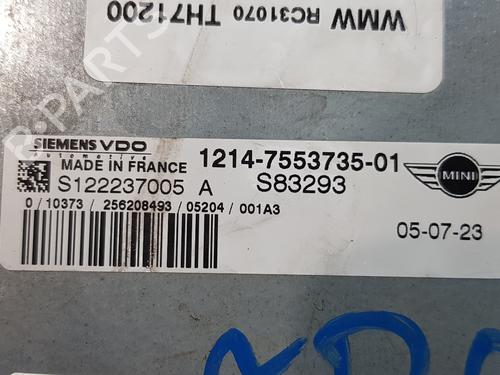 WMW RC31070 TH71200
SIEMENS VDO
automotive
MADE IN FRANCE
1214-7553735-01
S122237005 A S83293
MINI
0/10373/256208493/05204/001A3
05-07-23
B-PARTS